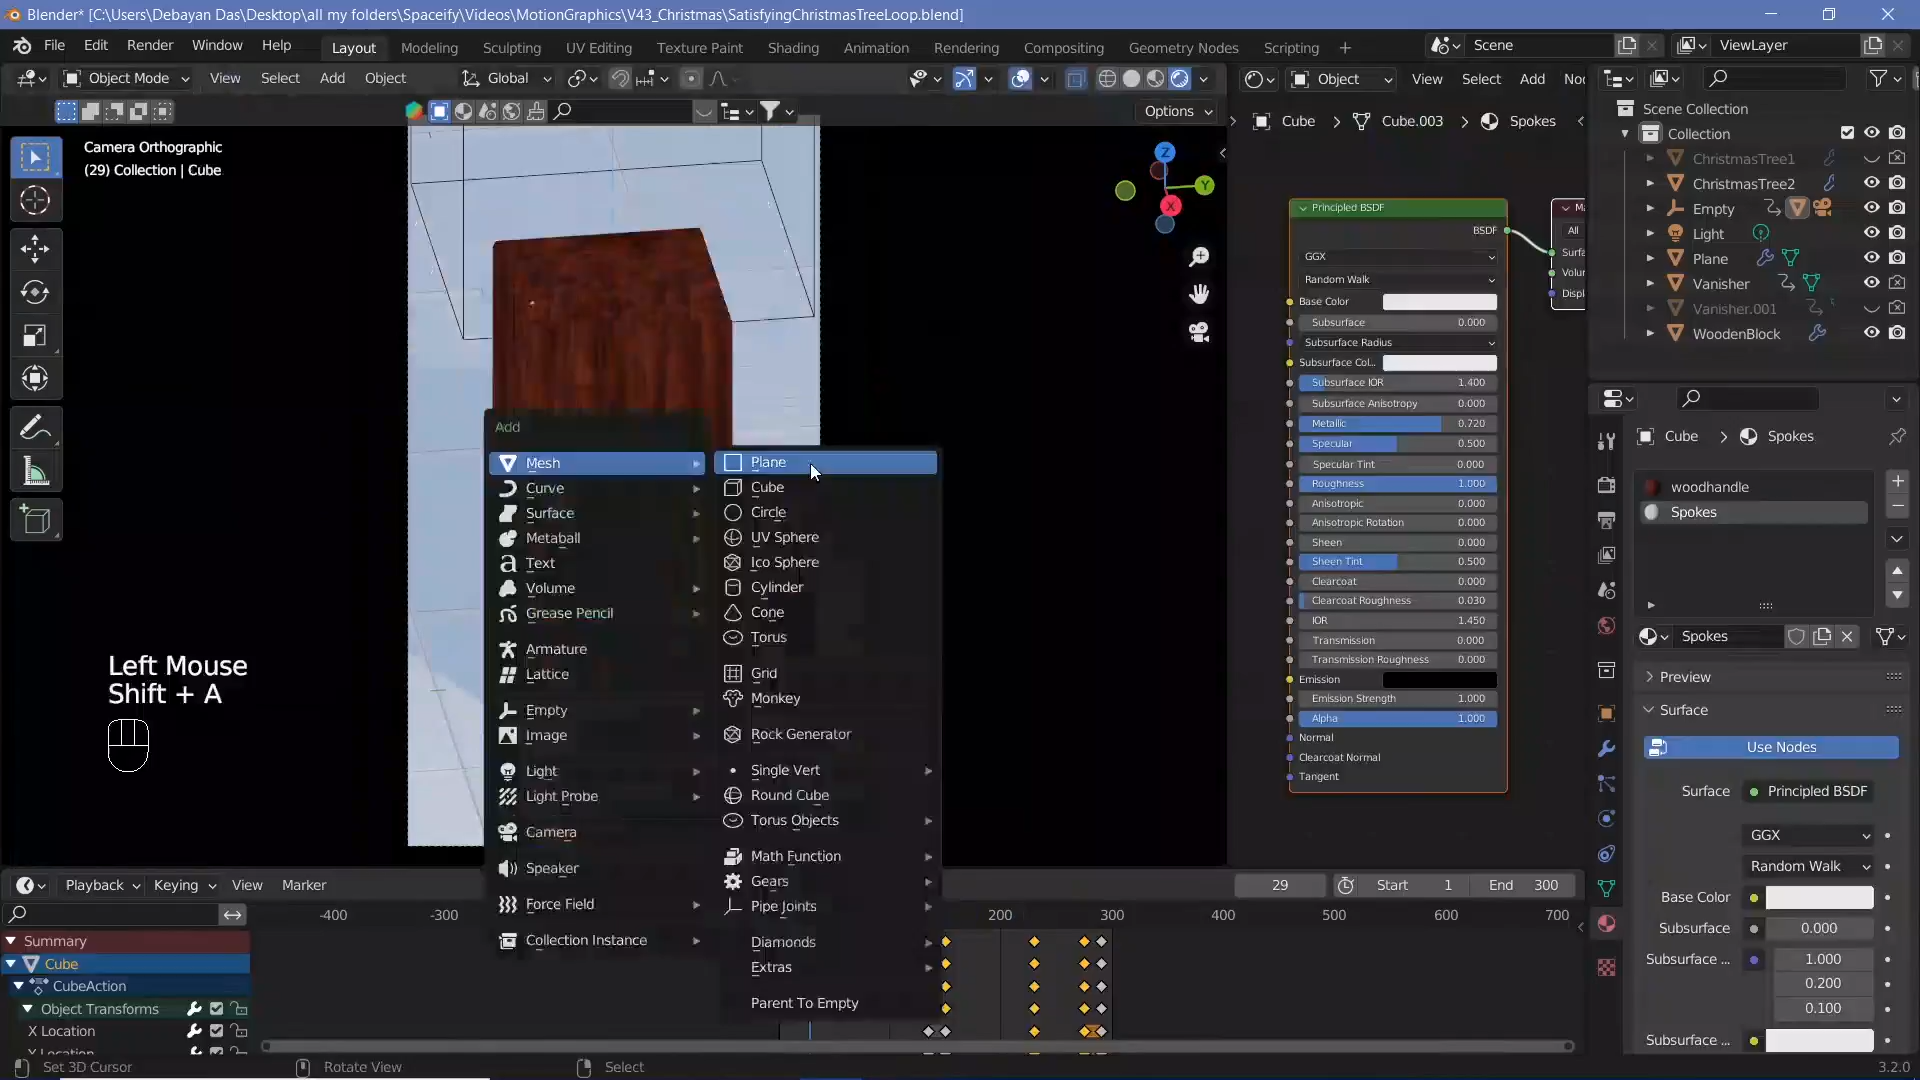 Blender* [C:\Users\Debayan Das\Desktop\all my folders\Spaceify\Videos\MotionGraphics\V43_Christmas\SatisfyingChristmasTreeLoop.blend]
File Edit Render Window Help Layout Modeling Sculpting UV Editing Texture Paint Shading Animation Rendering Compositing Geometry Nodes Scripting + Scene ViewLayer
Object Mode View Select Add Object Global Object View Select Add Noc
Options
Cube > Cube.003 > Spokes
Camera Orthographic
(29) Collection | Cube
Z
Y
X
Add
Mesh
Curve
Surface
Metaball
Text
Volume
Grease Pencil
Armature
Lattice
Empty
Image
Light
Light Probe
Camera
Speaker
Force Field
Collection Instance
Plane
Cube
Circle
UV Sphere
Ico Sphere
Cylinder
Cone
Torus
Grid
Monkey
Rock Generator
Single Vert
Round Cube
Torus Objects
Math Function
Gears
Pipe Joints
Diamonds
Extras
Parent To Empty
Left Mouse
Shift + A
Principled BSDF
BSDF
GGX
Random Walk
Base Color
Subsurface 0.000
Subsurface Radius
Subsurface Col..
Subsurface IOR 1.400
Subsurface Anisotropy 0.000
Metallic 0.720
Specular 0.500
Specular Tint 0.000
Roughness 1.000
Anisotropic 0.000
Anisotropic Rotation 0.000
Sheen 0.000
Sheen Tint 0.500
Clearcoat 0.000
Clearcoat Roughness 0.030
IOR 1.450
Transmission 0.000
Transmission Roughness 0.000
Emission
Emission Strength 1.000
Alpha 1.000
Normal
Clearcoat Normal
Tangent
All
Surfa
Volur
Displ
Scene Collection
Collection
ChristmasTree1
ChristmasTree2
Empty
Light
Plane
Vanisher
Vanisher.001
WoodenBlock
Cube > Spokes
woodhandle
Spokes
Spokes
Preview
Surface
Use Nodes
Surface Principled BSDF
GGX
Random Walk
Base Color
Subsurface 0.000
Subsurface ... 1.000
0.200
0.100
Subsurface ...
Playback Keying View Marker 29 Start 1 End 300
-400 -300 200 300 400 500 600 700
Summary
Cube
CubeAction
Object Transforms
X Location
Set 3D Cursor Rotate View Select 3.2.0